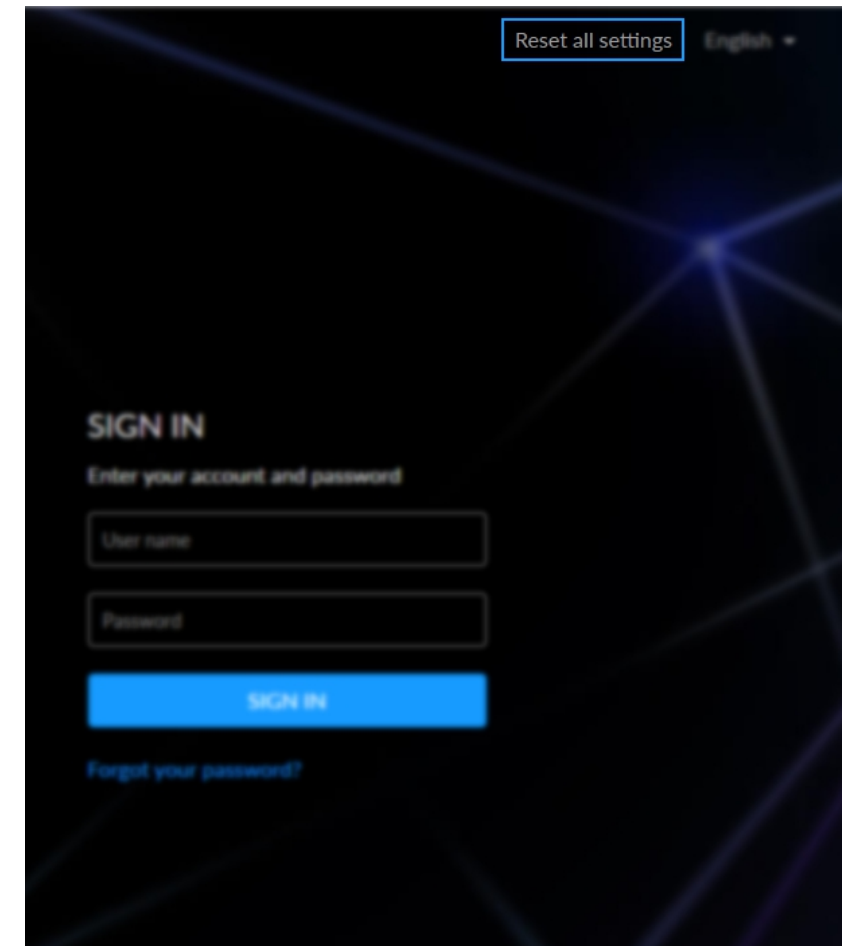 Reset all settings
English
SIGN IN
Enter your account and password
User name
Password
SIGN IN
Forgot your password?